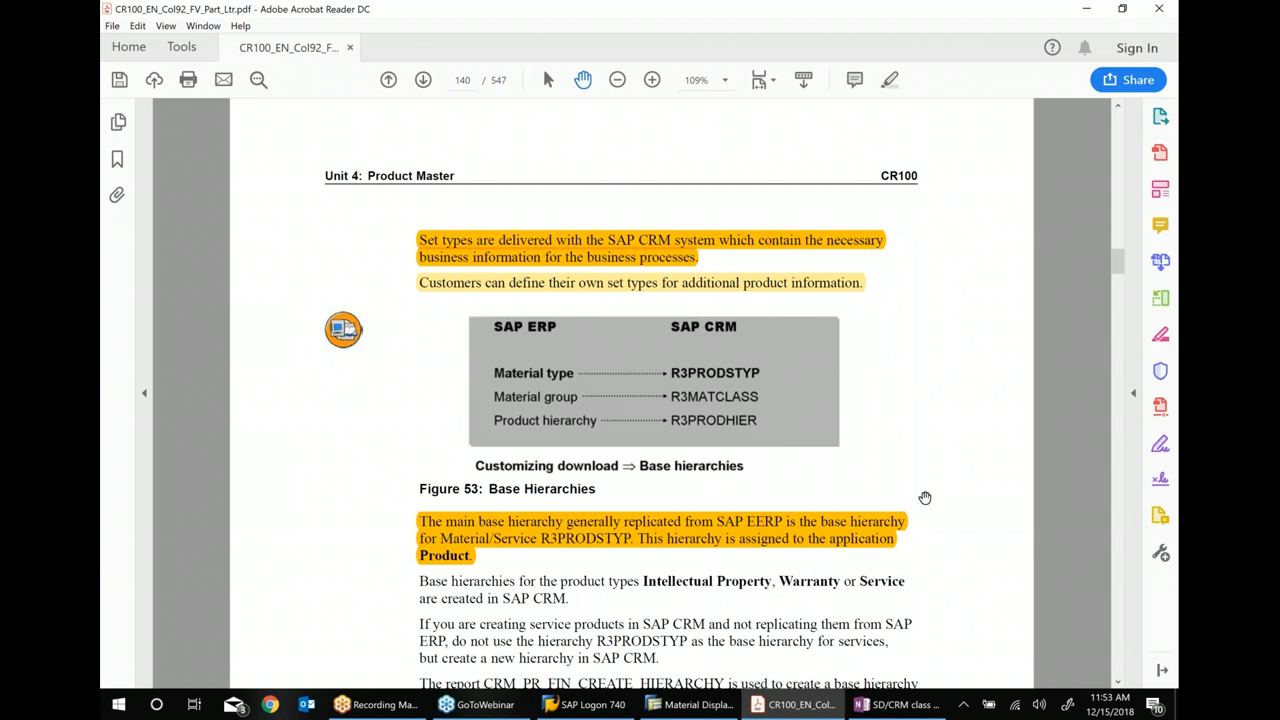 CR100_EN_Col92_FV_Part_Ltr.pdf - Adobe Acrobat Reader DC
File Edit View Window Help
Home Tools CR100_EN_Col92_F... × Sign In
140 / 547 109% Share
Unit 4: Product Master CR100
Set types are delivered with the SAP CRM system which contain the necessary
business information for the business processes.
Customers can define their own set types for additional product information.
SAP ERP SAP CRM
Material type R3PRODSTYP
Material group R3MATCLASS
Product hierarchy R3PRODHIER
Customizing download ⇒ Base hierarchies
Figure 53: Base Hierarchies
The main base hierarchy generally replicated from SAP EERP is the base hierarchy
for Material/Service R3PRODSTYP. This hierarchy is assigned to the application
Product.
Base hierarchies for the product types Intellectual Property, Warranty or Service
are created in SAP CRM.
If you are creating service products in SAP CRM and not replicating them from SAP
ERP, do not use the hierarchy R3PRODSTYP as the base hierarchy for services,
but create a new hierarchy in SAP CRM.
The report CRM_PR_FIN_CREATE_HIERARCHY is used to create a base hierarchy
Recording Ma... GoToWebinar SAP Logon 740 Material Displa... CR100_EN_Col... SD/CRM class ... 11:53 AM
12/15/2018 10